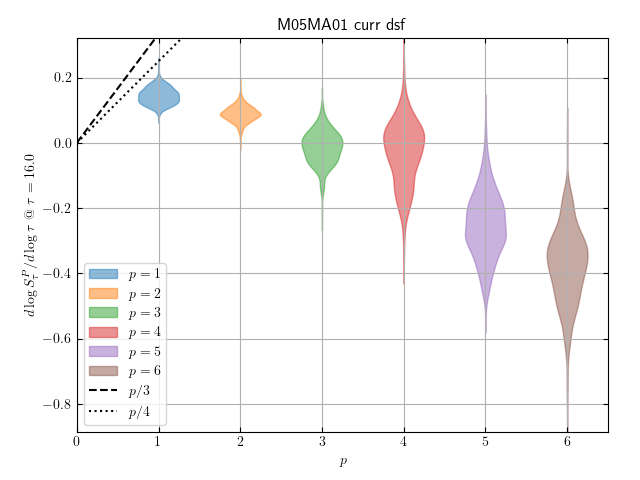 M05MA01 curr dsf
d log S_τ^P / d log τ @ τ = 16.0
0.2
0.0
−0.2
−0.4
−0.6
−0.8
p = 1
p = 2
p = 3
p = 4
p = 5
p = 6
p/3
p/4
0 1 2 3 4 5 6
p